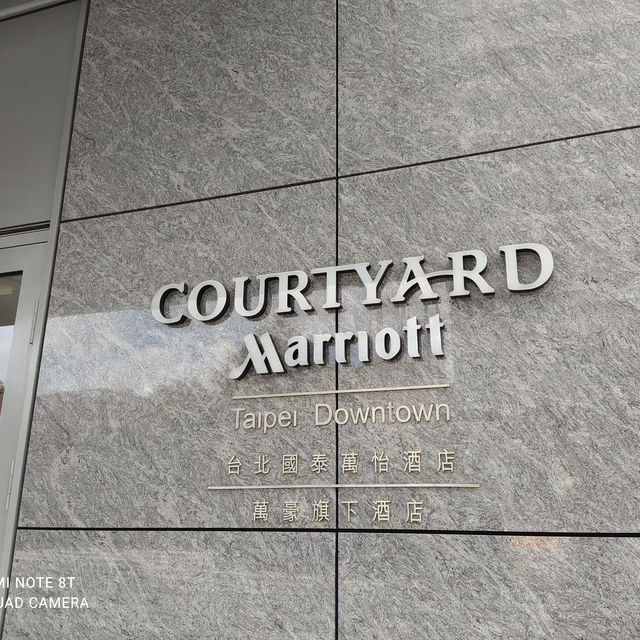 COURTYARD
Marriott
Taipei Downtown
台北國泰萬怡酒店
萬豪旗下酒店
MI NOTE 8T
UAD CAMERA